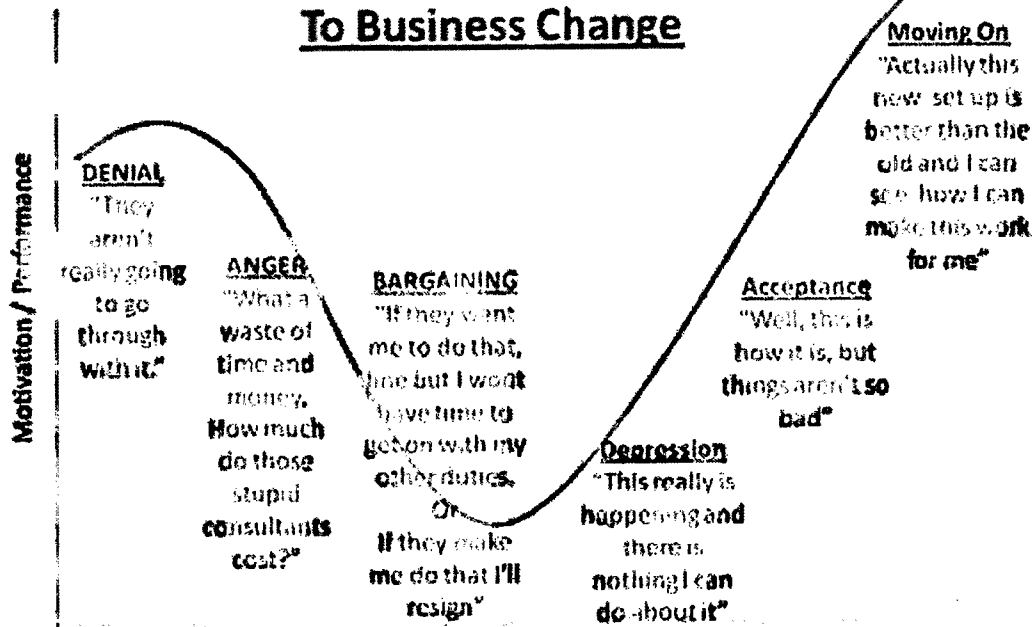 To Business Change
Motivation / Performance
DENIAL
"They
aren't
really going
to go
through
with it."
ANGER
"What a
waste of
time and
money.
How much
do those
stupid
consultants
cost?"
BARGAINING
"If they want
me to do that,
fine but I wont
have time to
get on with my
other duties.
Or
If they make
me do that I'll
resign"
Depression
"This really is
happening and
there is
nothing I can
do about it"
Acceptance
"Well, this is
how it is, but
things aren't so
bad"
Moving On
"Actually this
new set up is
better than the
old and I can
see how I can
make this work
for me"